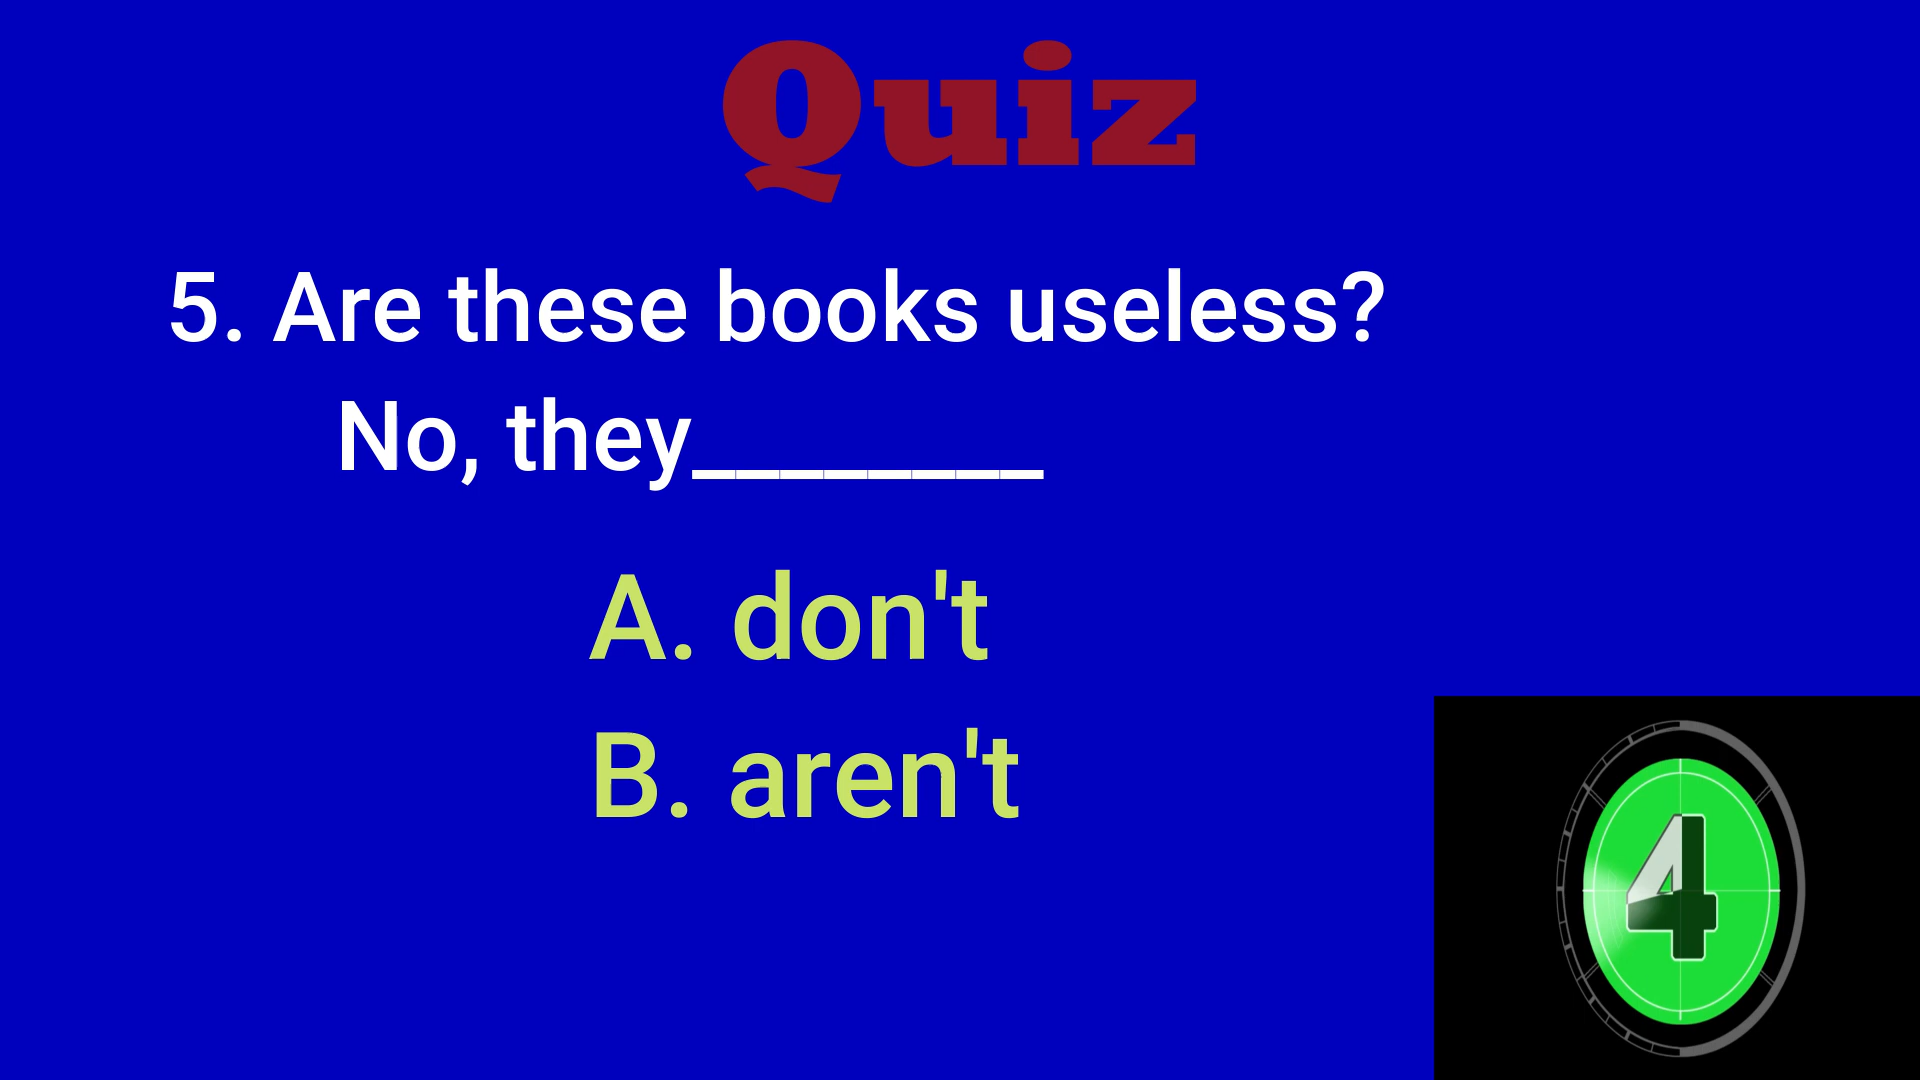 Quiz
5. Are these books useless?
No, they________
A. don't
B. aren't
4